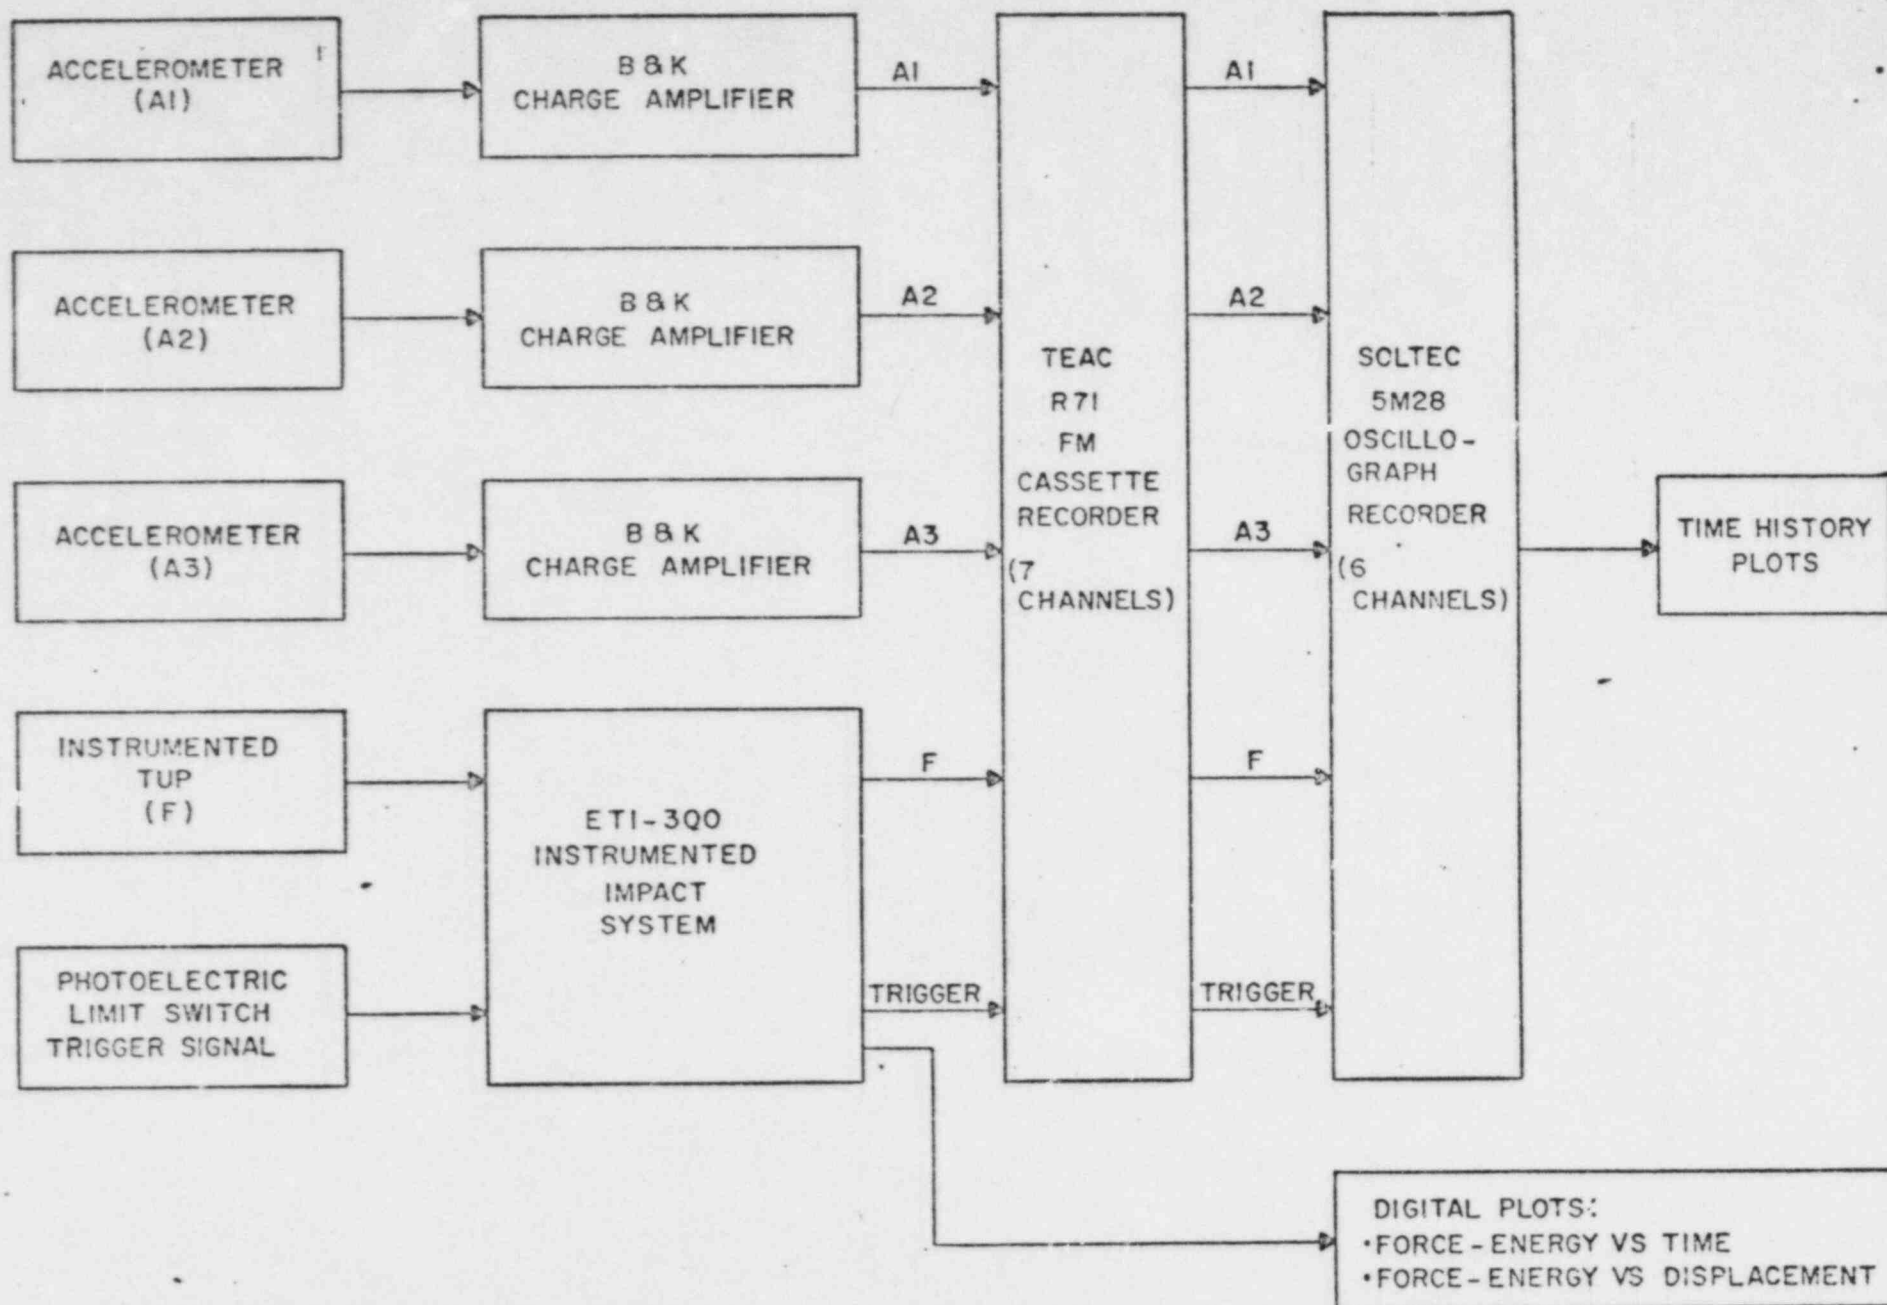 ACCELEROMETER
(A1)
B & K
CHARGE AMPLIFIER
A1
A1
ACCELEROMETER
(A2)
B & K
CHARGE AMPLIFIER
A2
A2
ACCELEROMETER
(A3)
B & K
CHARGE AMPLIFIER
A3
A3
TEAC
R71
FM
CASSETTE
RECORDER
(7
CHANNELS)
SCLTEC
5M28
OSCILLO-
GRAPH
RECORDER
(6
CHANNELS)
TIME HISTORY
PLOTS
INSTRUMENTED
TUP
(F)
ETI-300
INSTRUMENTED
IMPACT
SYSTEM
F
F
PHOTOELECTRIC
LIMIT SWITCH
TRIGGER SIGNAL
TRIGGER
TRIGGER
DIGITAL PLOTS:
•FORCE-ENERGY VS TIME
•FORCE-ENERGY VS DISPLACEMENT